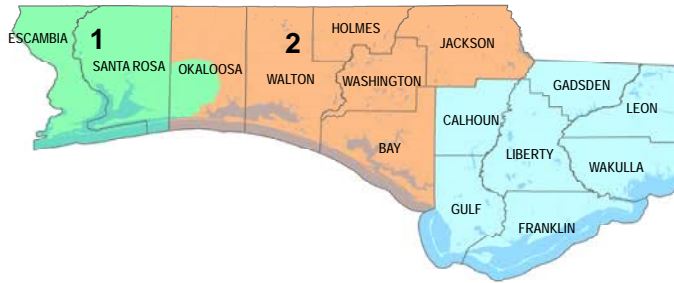 ESCAMBIA
1
SANTA ROSA
OKALOOSA
2
WALTON
HOLMES
WASHINGTON
JACKSON
BAY
CALHOUN
GULF
GADSDEN
LIBERTY
LEON
WAKULLA
FRANKLIN